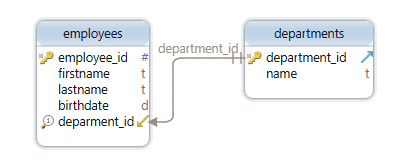 employees
employee_id #
firstname t
lastname t
birthdate d
deparment_id
department_id
departments
department_id
name t